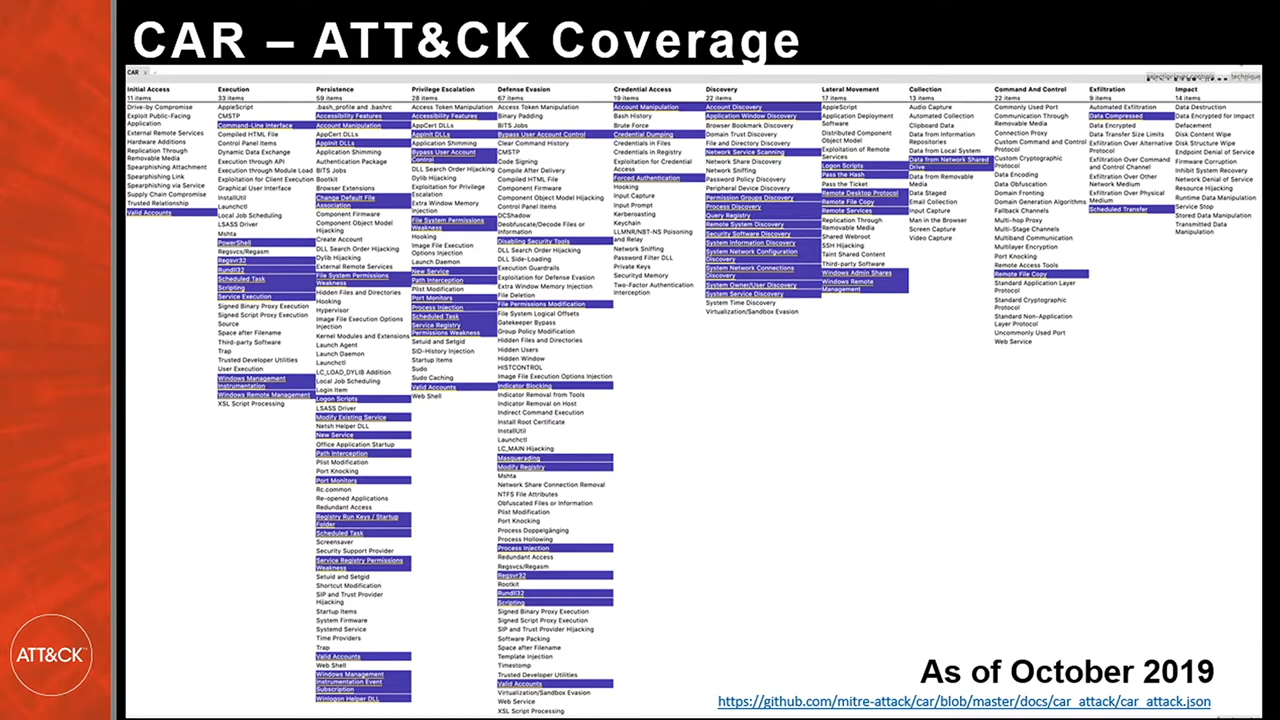 CAR – ATT&CK Coverage
CAR
selection controls
technique
Initial Access
11 items
Drive-by Compromise
Exploit Public-Facing
Application
External Remote Services
Hardware Additions
Replication Through
Removable Media
Spearphishing Attachment
Spearphishing Link
Spearphishing via Service
Supply Chain Compromise
Trusted Relationship
Valid Accounts
Execution
33 items
AppleScript
CMSTP
Command-Line Interface
Compiled HTML File
Control Panel Items
Dynamic Data Exchange
Execution through API
Execution through Module Load
Exploitation for Client Execution
Graphical User Interface
InstallUtil
Launchctl
Local Job Scheduling
LSASS Driver
Mshta
PowerShell
Regsvcs/Regasm
Regsvr32
Rundll32
Scheduled Task
Scripting
Service Execution
Signed Binary Proxy Execution
Signed Script Proxy Execution
Source
Space after Filename
Third-party Software
Trap
Trusted Developer Utilities
User Execution
Windows Management
Instrumentation
Windows Remote Management
XSL Script Processing
Persistence
59 items
.bash_profile and .bashrc
Accessibility Features
Account Manipulation
AppCert DLLs
AppInit DLLs
Application Shimming
Authentication Package
BITS Jobs
Bootkit
Browser Extensions
Change Default File
Association
Component Firmware
Component Object Model
Hijacking
Create Account
DLL Search Order Hijacking
Dylib Hijacking
External Remote Services
File System Permissions
Weakness
Hidden Files and Directories
Hooking
Hypervisor
Image File Execution Options
Injection
Kernel Modules and Extensions
Launch Agent
Launch Daemon
Launchctl
LC_LOAD_DYLIB Addition
Local Job Scheduling
Login Item
Logon Scripts
LSASS Driver
Modify Existing Service
Netsh Helper DLL
New Service
Office Application Startup
Path Interception
Plist Modification
Port Knocking
Port Monitors
Rc.common
Re-opened Applications
Redundant Access
Registry Run Keys / Startup
Folder
Scheduled Task
Screensaver
Security Support Provider
Service Registry Permissions
Weakness
Setuid and Setgid
Shortcut Modification
SIP and Trust Provider
Hijacking
Startup Items
System Firmware
Systemd Service
Time Providers
Trap
Valid Accounts
Web Shell
Windows Management
Instrumentation Event
Subscription
Winlogon Helper DLL
Privilege Escalation
28 items
Access Token Manipulation
Accessibility Features
AppCert DLLs
AppInit DLLs
Application Shimming
Bypass User Account
Control
DLL Search Order Hijacking
Dylib Hijacking
Exploitation for Privilege
Escalation
Extra Window Memory
Injection
File System Permissions
Weakness
Hooking
Image File Execution
Options Injection
Launch Daemon
New Service
Path Interception
Plist Modification
Port Monitors
Process Injection
Scheduled Task
Service Registry
Permissions Weakness
Setuid and Setgid
SID-History Injection
Startup Items
Sudo
Sudo Caching
Valid Accounts
Web Shell
Defense Evasion
67 items
Access Token Manipulation
Binary Padding
BITS Jobs
Bypass User Account Control
Clear Command History
CMSTP
Code Signing
Compile After Delivery
Compiled HTML File
Component Firmware
Component Object Model Hijacking
Control Panel Items
DCShadow
Deobfuscate/Decode Files or
Information
Disabling Security Tools
DLL Search Order Hijacking
DLL Side-Loading
Execution Guardrails
Exploitation for Defense Evasion
Extra Window Memory Injection
File Deletion
File Permissions Modification
File System Logical Offsets
Gatekeeper Bypass
Group Policy Modification
Hidden Files and Directories
Hidden Users
Hidden Window
HISTCONTROL
Image File Execution Options Injection
Indicator Blocking
Indicator Removal from Tools
Indicator Removal on Host
Indirect Command Execution
Install Root Certificate
InstallUtil
Launchctl
LC_MAIN Hijacking
Masquerading
Modify Registry
Mshta
Network Share Connection Removal
NTFS File Attributes
Obfuscated Files or Information
Plist Modification
Port Knocking
Process Doppelgänging
Process Hollowing
Process Injection
Redundant Access
Regsvcs/Regasm
Regsvr32
Rootkit
Rundll32
Scripting
Signed Binary Proxy Execution
Signed Script Proxy Execution
SIP and Trust Provider Hijacking
Software Packing
Space after Filename
Template Injection
Timestomp
Trusted Developer Utilities
Valid Accounts
Virtualization/Sandbox Evasion
Web Service
XSL Script Processing
Credential Access
19 items
Account Manipulation
Bash History
Brute Force
Credential Dumping
Credentials in Files
Credentials in Registry
Exploitation for Credential
Access
Forced Authentication
Hooking
Input Capture
Input Prompt
Kerberoasting
Keychain
LLMNR/NBT-NS Poisoning
and Relay
Network Sniffing
Password Filter DLL
Private Keys
Securityd Memory
Two-Factor Authentication
Interception
Discovery
22 items
Account Discovery
Application Window Discovery
Browser Bookmark Discovery
Domain Trust Discovery
File and Directory Discovery
Network Service Scanning
Network Share Discovery
Network Sniffing
Password Policy Discovery
Peripheral Device Discovery
Permission Groups Discovery
Process Discovery
Query Registry
Remote System Discovery
Security Software Discovery
System Information Discovery
System Network Configuration
Discovery
System Network Connections
Discovery
System Owner/User Discovery
System Service Discovery
System Time Discovery
Virtualization/Sandbox Evasion
Lateral Movement
17 items
AppleScript
Application Deployment
Software
Distributed Component
Object Model
Exploitation of Remote
Services
Logon Scripts
Pass the Hash
Pass the Ticket
Remote Desktop Protocol
Remote File Copy
Remote Services
Replication Through
Removable Media
Shared Webroot
SSH Hijacking
Taint Shared Content
Third-party Software
Windows Admin Shares
Windows Remote
Management
Collection
13 items
Audio Capture
Automated Collection
Clipboard Data
Data from Information
Repositories
Data from Local System
Data from Network Shared
Drive
Data from Removable
Media
Data Staged
Email Collection
Input Capture
Man in the Browser
Screen Capture
Video Capture
Command And Control
22 items
Commonly Used Port
Communication Through
Removable Media
Connection Proxy
Custom Command and Control
Protocol
Custom Cryptographic
Protocol
Data Encoding
Data Obfuscation
Domain Fronting
Domain Generation Algorithms
Fallback Channels
Multi-hop Proxy
Multi-Stage Channels
Multiband Communication
Multilayer Encryption
Port Knocking
Remote Access Tools
Remote File Copy
Standard Application Layer
Protocol
Standard Cryptographic
Protocol
Standard Non-Application
Layer Protocol
Uncommonly Used Port
Web Service
Exfiltration
9 items
Automated Exfiltration
Data Compressed
Data Encrypted
Data Transfer Size Limits
Exfiltration Over Alternative
Protocol
Exfiltration Over Command
and Control Channel
Exfiltration Over Other
Network Medium
Exfiltration Over Physical
Medium
Scheduled Transfer
Impact
14 items
Data Destruction
Data Encrypted for Impact
Defacement
Disk Content Wipe
Disk Structure Wipe
Endpoint Denial of Service
Firmware Corruption
Inhibit System Recovery
Network Denial of Service
Resource Hijacking
Runtime Data Manipulation
Service Stop
Stored Data Manipulation
Transmitted Data
Manipulation
ATT&CK™
As of October 2019
https://github.com/mitre-attack/car/blob/master/docs/car_attack/car_attack.json